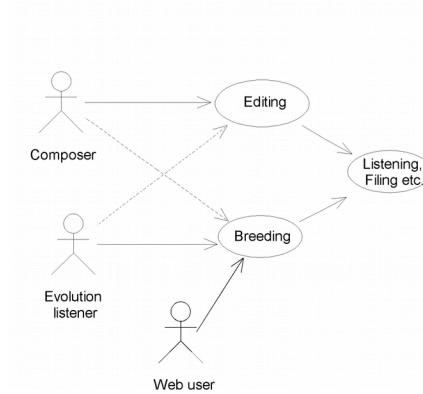 Editing
Composer
Listening,
Filing etc.
Breeding
Evolution
listener
Web user